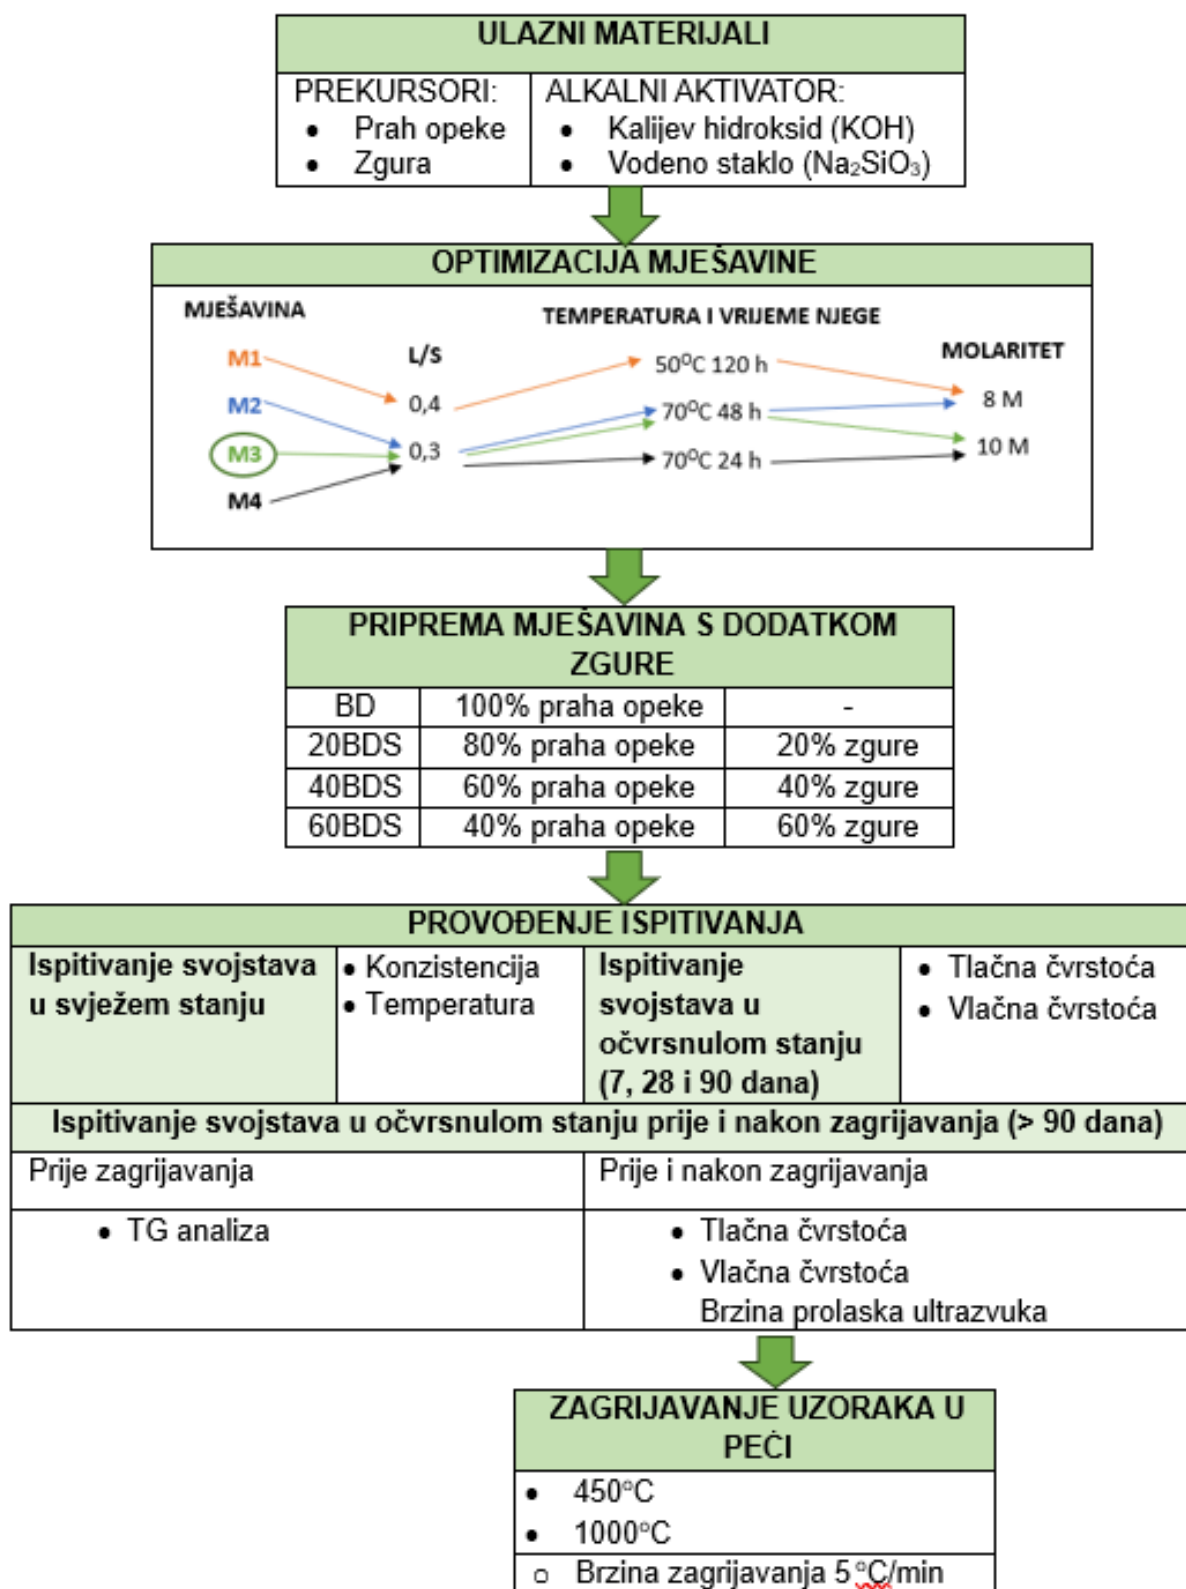 ULAZNI MATERIJALI
PREKURSORI:
• Prah opeke
• Zgura
ALKALNI AKTIVATOR:
• Kalijev hidroksid (KOH)
• Vodeno staklo (Na₂SiO₃)
OPTIMIZACIJA MJEŠAVINE
MJEŠAVINA
M1
M2
M3
M4
L/S
0,4
0,3
TEMPERATURA I VRIJEME NJEGE
50⁰C 120 h
70⁰C 48 h
70⁰C 24 h
MOLARITET
8 M
10 M
PRIPREMA MJEŠAVINA S DODATKOM
ZGURE
BD 100% praha opeke -
20BDS 80% praha opeke 20% zgure
40BDS 60% praha opeke 40% zgure
60BDS 40% praha opeke 60% zgure
PROVOĐENJE ISPITIVANJA
Ispitivanje svojstava
u svježem stanju
• Konzistencija
• Temperatura
Ispitivanje
svojstava u
očvrsnulom stanju
(7, 28 i 90 dana)
• Tlačna čvrstoća
• Vlačna čvrstoća
Ispitivanje svojstava u očvrsnulom stanju prije i nakon zagrijavanja (> 90 dana)
Prije zagrijavanja
• TG analiza
Prije i nakon zagrijavanja
• Tlačna čvrstoća
• Vlačna čvrstoća
Brzina prolaska ultrazvuka
ZAGRIJAVANJE UZORAKA U
PEĆI
• 450°C
• 1000°C
o Brzina zagrijavanja 5 °C/min